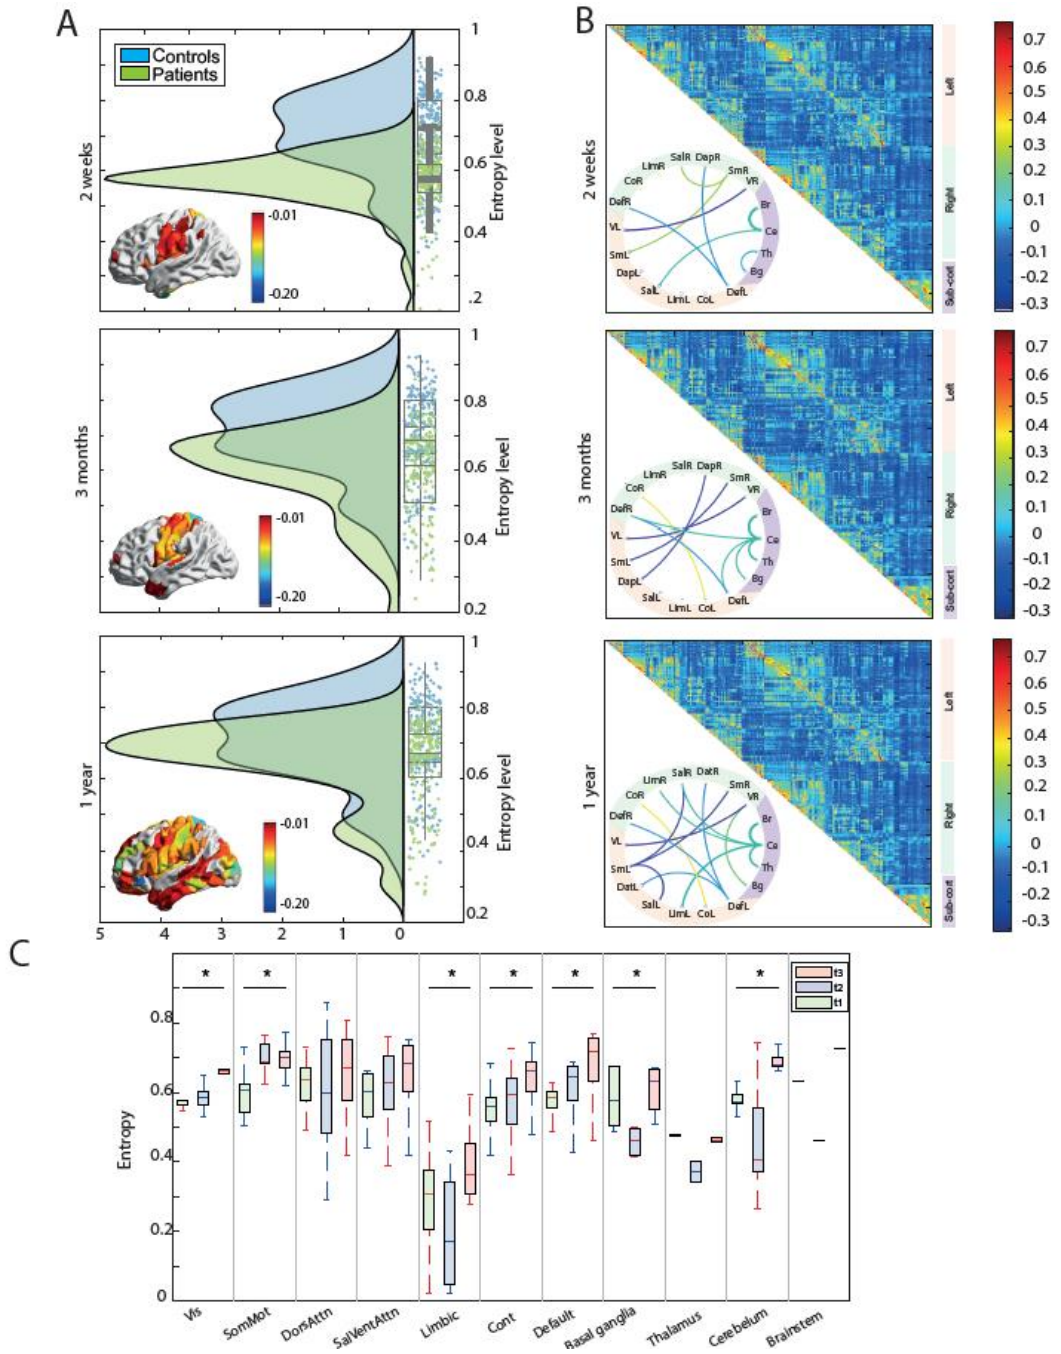 A
Controls
Patients
1
0.8
0.6
0.4
.2
Entropy level
2 weeks
-0.01
-0.20
1
0.8
0.6
0.4
0.2
Entropy level
3 months
-0.01
-0.20
1
0.8
0.6
0.4
0.2
Entropy level
1 year
-0.01
-0.20
5 4 3 2 1 0
B
2 weeks
SalR DapR
LimR SmR
CoR VR
DefR Br
VL Ce
SmL Th
DapL Bg
SalL DefL
LimL CoL
Left
Right
Sub-cort
0.7
0.6
0.5
0.4
0.3
0.2
0.1
0
-0.1
-0.2
-0.3
3 months
SalR DapR
LimR SmR
CoR VR
DefR Br
VL Ce
SmL Th
DapL Bg
SalL DefL
LimL CoL
Left
Right
Sub-cort
0.7
0.6
0.5
0.4
0.3
0.2
0.1
0
-0.1
-0.2
-0.3
1 year
SalR DatR
LimR SmR
CoR VR
DefR Br
VL Ce
SmL Th
DatL Bg
SalL DefL
LimL CoL
Left
Right
Sub-cort
0.7
0.6
0.5
0.4
0.3
0.2
0.1
0
-0.1
-0.2
-0.3
C
* * * * * * *
t3
t2
t1
0.8
0.6
0.4
0.2
0
Entropy
Vis SomMot DorsAttn SalVentAttn Limbic Cont Default Basal ganglia Thalamus Cerebelum Brainstem